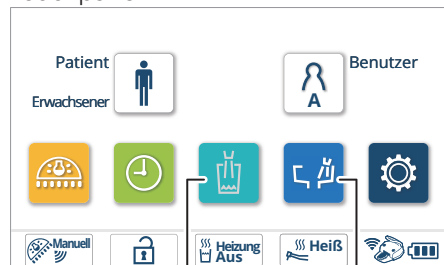 Patient
Benutzer
Erwachsener
A
Manuell
Heizung
Aus
Heiß